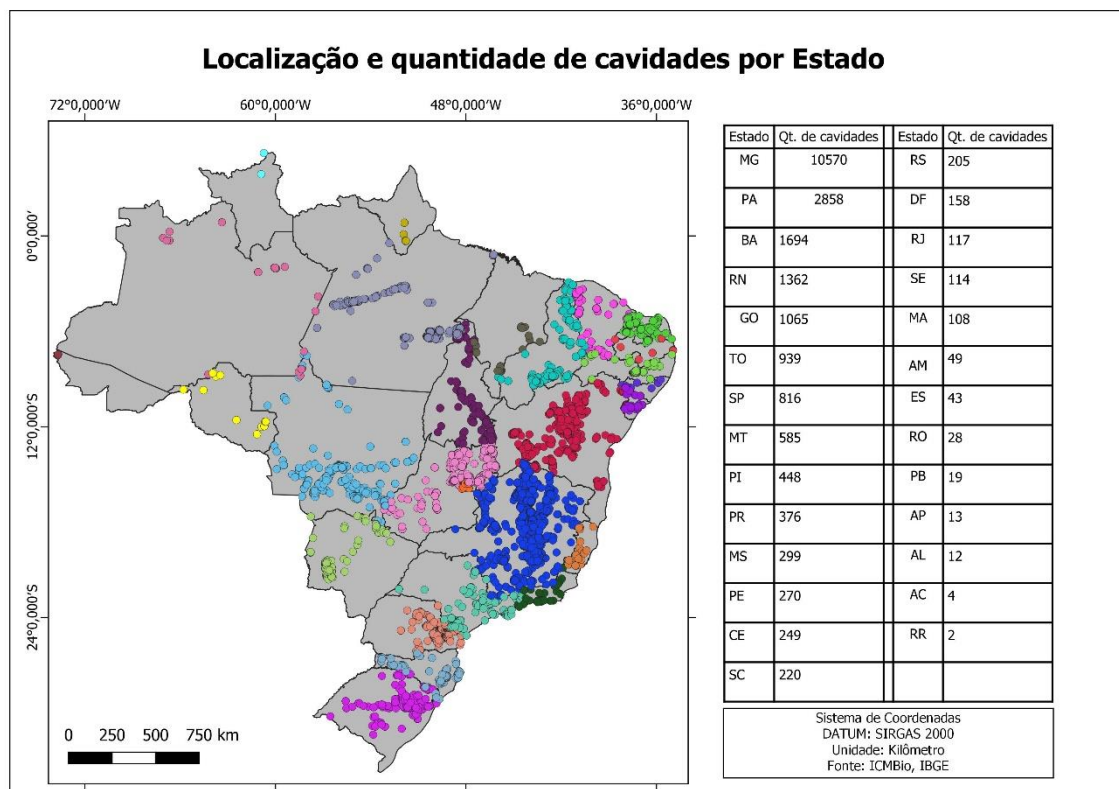 Localização e quantidade de cavidades por Estado
72°0,000'W 60°0,000'W 48°0,000'W 36°0,000'W
0°0,000'
12°0,000'S
24°0,000'S
0 250 500 750 km
Estado Qt. de cavidades Estado Qt. de cavidades
MG 10570 RS 205
PA 2858 DF 158
BA 1694 RJ 117
RN 1362 SE 114
GO 1065 MA 108
TO 939 AM 49
SP 816 ES 43
MT 585 RO 28
PI 448 PB 19
PR 376 AP 13
MS 299 AL 12
PE 270 AC 4
CE 249 RR 2
SC 220
Sistema de Coordenadas
DATUM: SIRGAS 2000
Unidade: Kilômetro
Fonte: ICMBio, IBGE